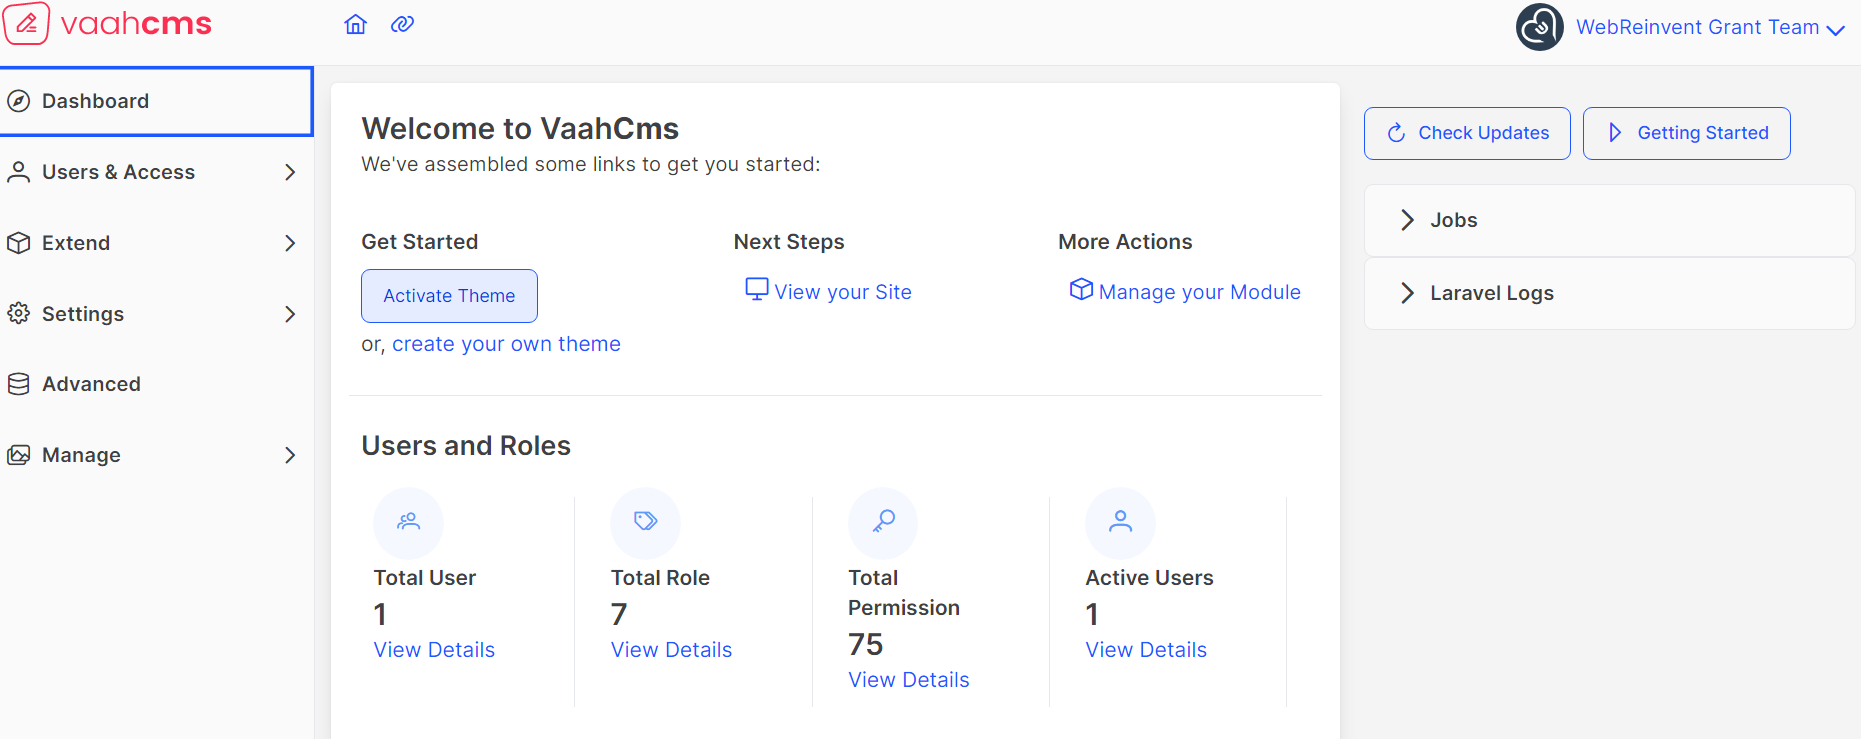 vaahcms
WebReinvent Grant Team
Dashboard
Users & Access
Extend
Settings
Advanced
Manage
Welcome to VaahCms
We've assembled some links to get you started:
Get Started
Activate Theme
or, create your own theme
Next Steps
View your Site
More Actions
Manage your Module
Users and Roles
Total User
1
View Details
Total Role
7
View Details
Total
Permission
75
View Details
Active Users
1
View Details
Check Updates
Getting Started
Jobs
Laravel Logs